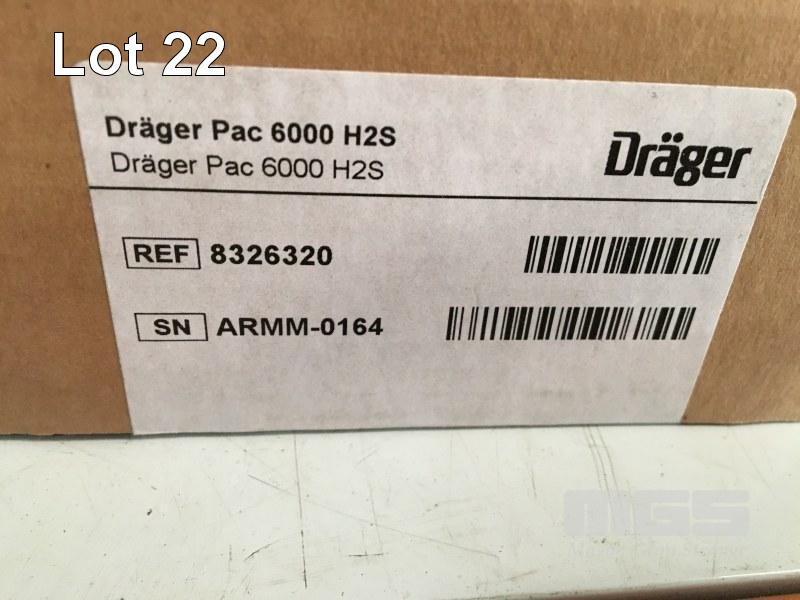 Lot 22
Dräger Pac 6000 H2S
Dräger Pac 6000 H2S
Dräger
REF 8326320
SN ARMM-0164
MGS